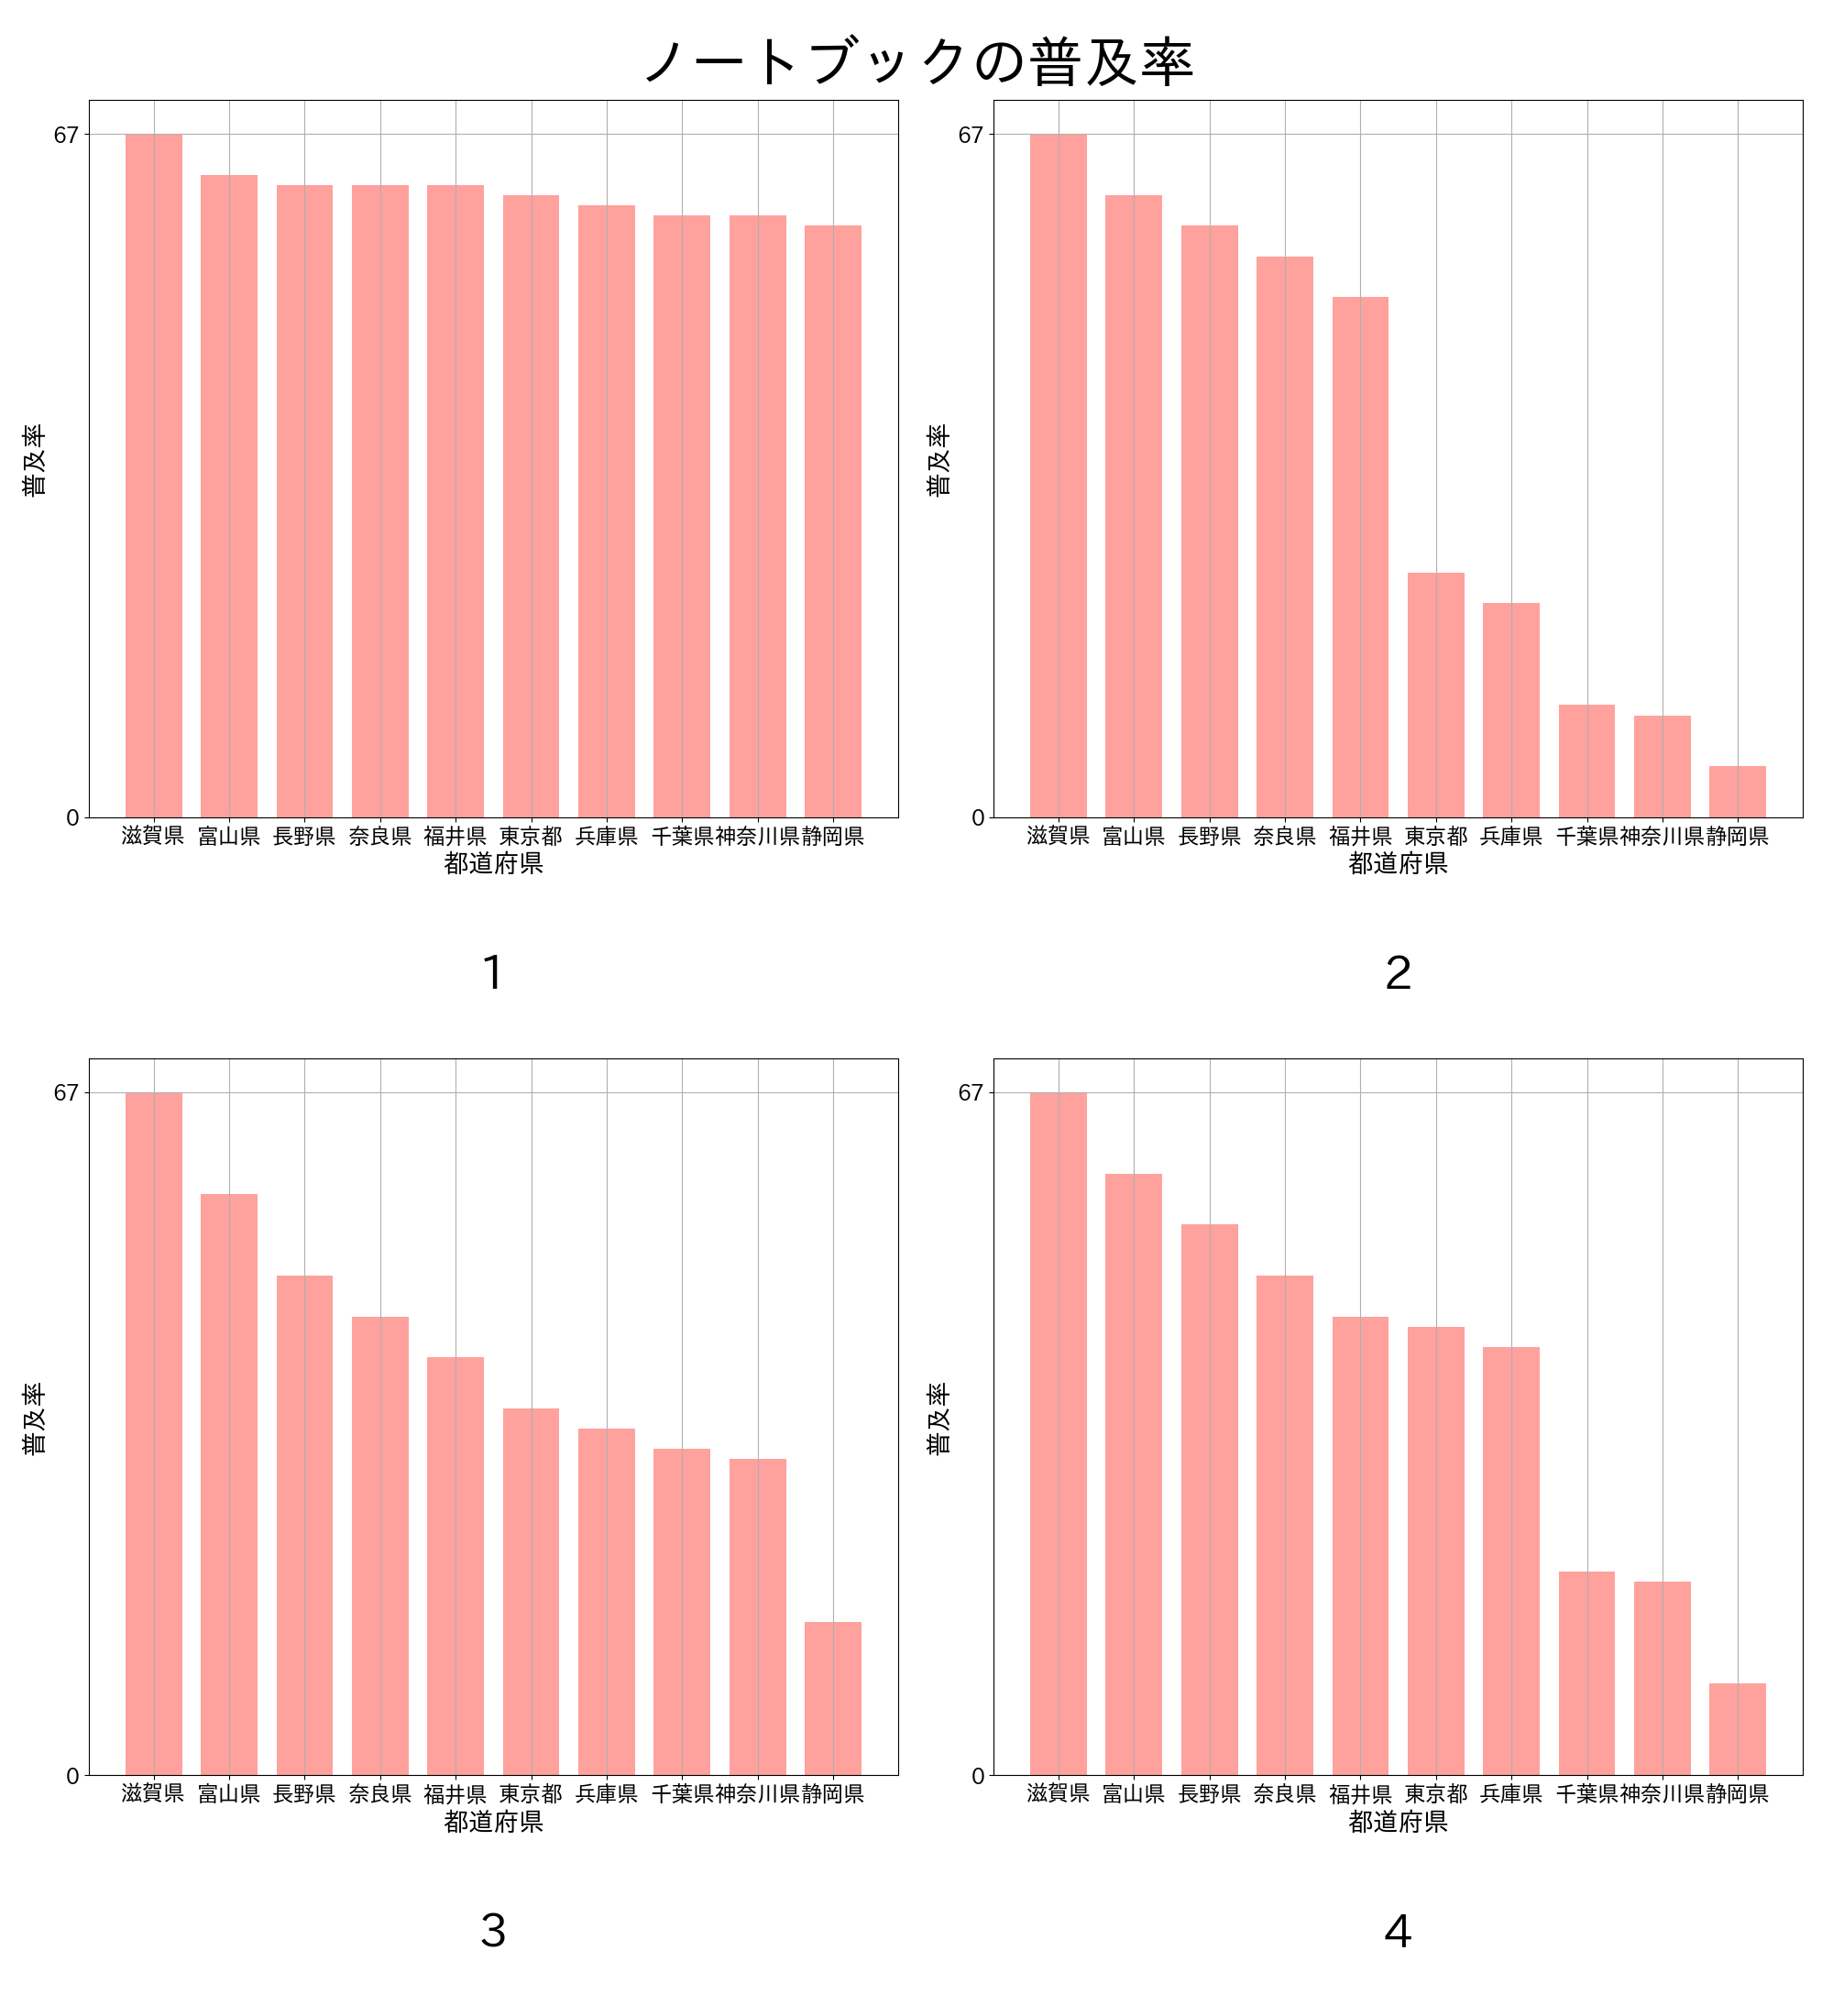 ノートブックの普及率
67
0
普及率
滋賀県 富山県 長野県 奈良県 福井県 東京都 兵庫県 千葉県 神奈川県 静岡県
都道府県
1
67
0
普及率
滋賀県 富山県 長野県 奈良県 福井県 東京都 兵庫県 千葉県 神奈川県 静岡県
都道府県
2
67
0
普及率
滋賀県 富山県 長野県 奈良県 福井県 東京都 兵庫県 千葉県 神奈川県 静岡県
都道府県
3
67
0
普及率
滋賀県 富山県 長野県 奈良県 福井県 東京都 兵庫県 千葉県 神奈川県 静岡県
都道府県
4